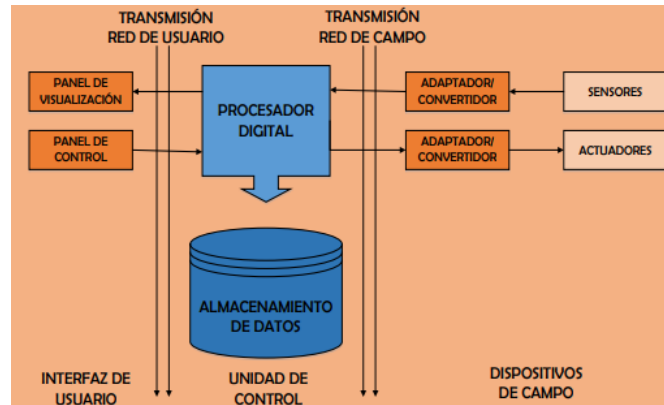 TRANSMISIÓN
RED DE USUARIO
TRANSMISIÓN
RED DE CAMPO
PANEL DE
VISUALIZACIÓN
PROCESADOR
DIGITAL
ADAPTADOR/
CONVERTIDOR
SENSORES
PANEL DE
CONTROL
ADAPTADOR/
CONVERTIDOR
ACTUADORES
ALMACENAMIENTO
DE DATOS
INTERFAZ DE
USUARIO
UNIDAD DE
CONTROL
DISPOSITIVOS
DE CAMPO